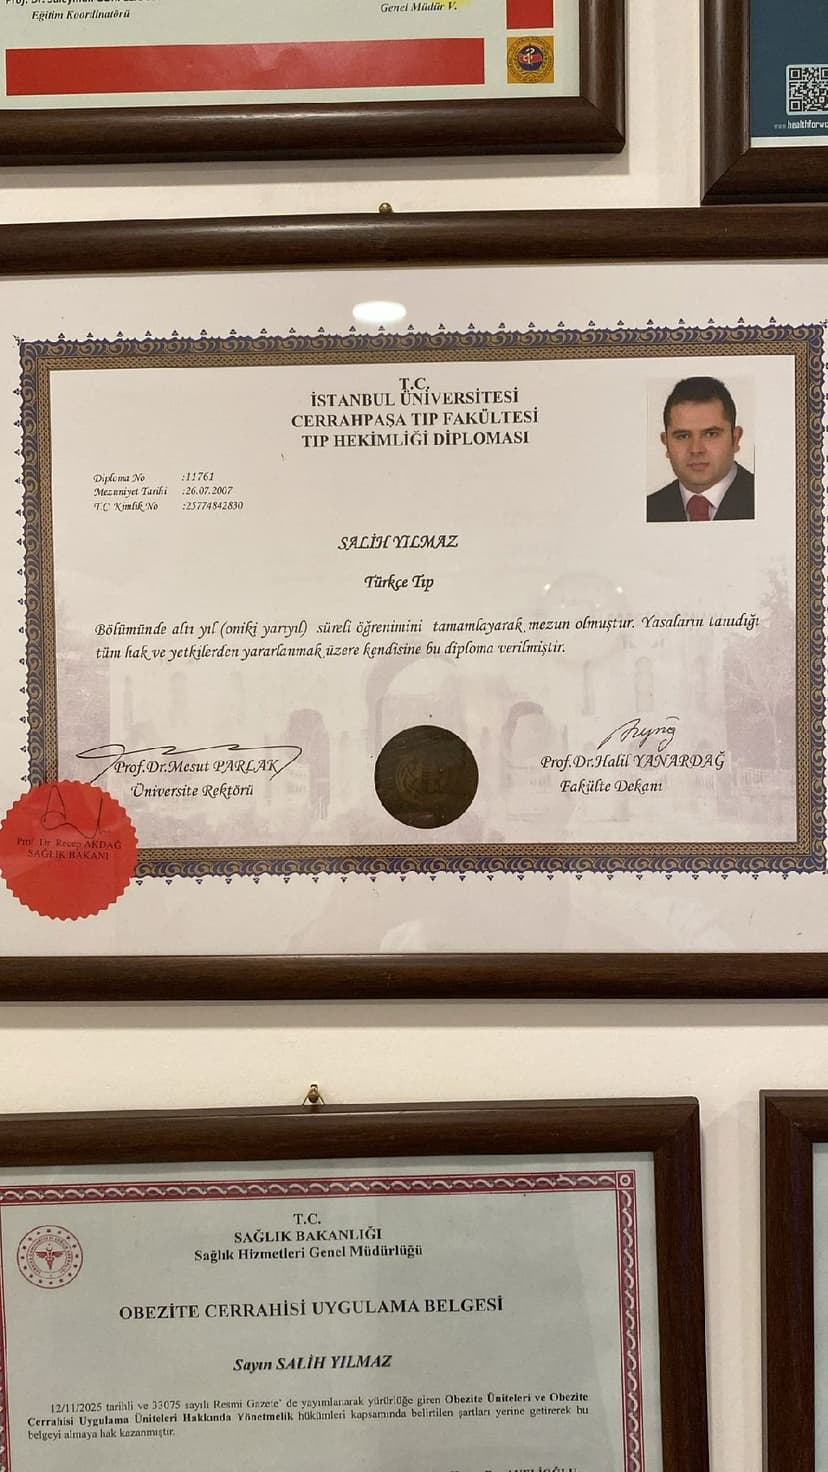 Eğitim Koordinatörü
Genel Müdür V.
T.C.
İSTANBUL ÜNİVERSİTESİ
CERRAHPAŞA TIP FAKÜLTESİ
TIP HEKİMLİĞİ DİPLOMASI
Diploma No :11761
Mezuniyet Tarihi :26.07.2007
T.C Kimlik No :25774842830
SALİH YILMAZ
Türkçe Tıp
Bölümünde altı yıl (oniki yarıyıl) süreli öğrenimini tamamlayarak mezun olmuştur. Yasaların tanıdığı
tüm hak ve yetkilerden yararlanmak üzere kendisine bu diploma verilmiştir.
Prof.Dr.Mesut PARLAK
Üniversite Rektörü
Prof.Dr.Halil YANARDAĞ
Fakülte Dekanı
Prof. Dr. Recep AKDAĞ
SAĞLIK BAKANI
T.C.
SAĞLIK BAKANLIĞI
Sağlık Hizmetleri Genel Müdürlüğü
OBEZİTE CERRAHİSİ UYGULAMA BELGESİ
Sayın SALİH YILMAZ
12/11/2025 tarihli ve 33075 sayılı Resmi Gazete' de yayımlanarak yürürlüğe giren Obezite Üniteleri ve Obezite
Cerrahisi Uygulama Üniteleri Hakkında Yönetmelik hükümleri kapsamında belirtilen şartları yerine getirerek bu
belgeyi almaya hak kazanmıştır.